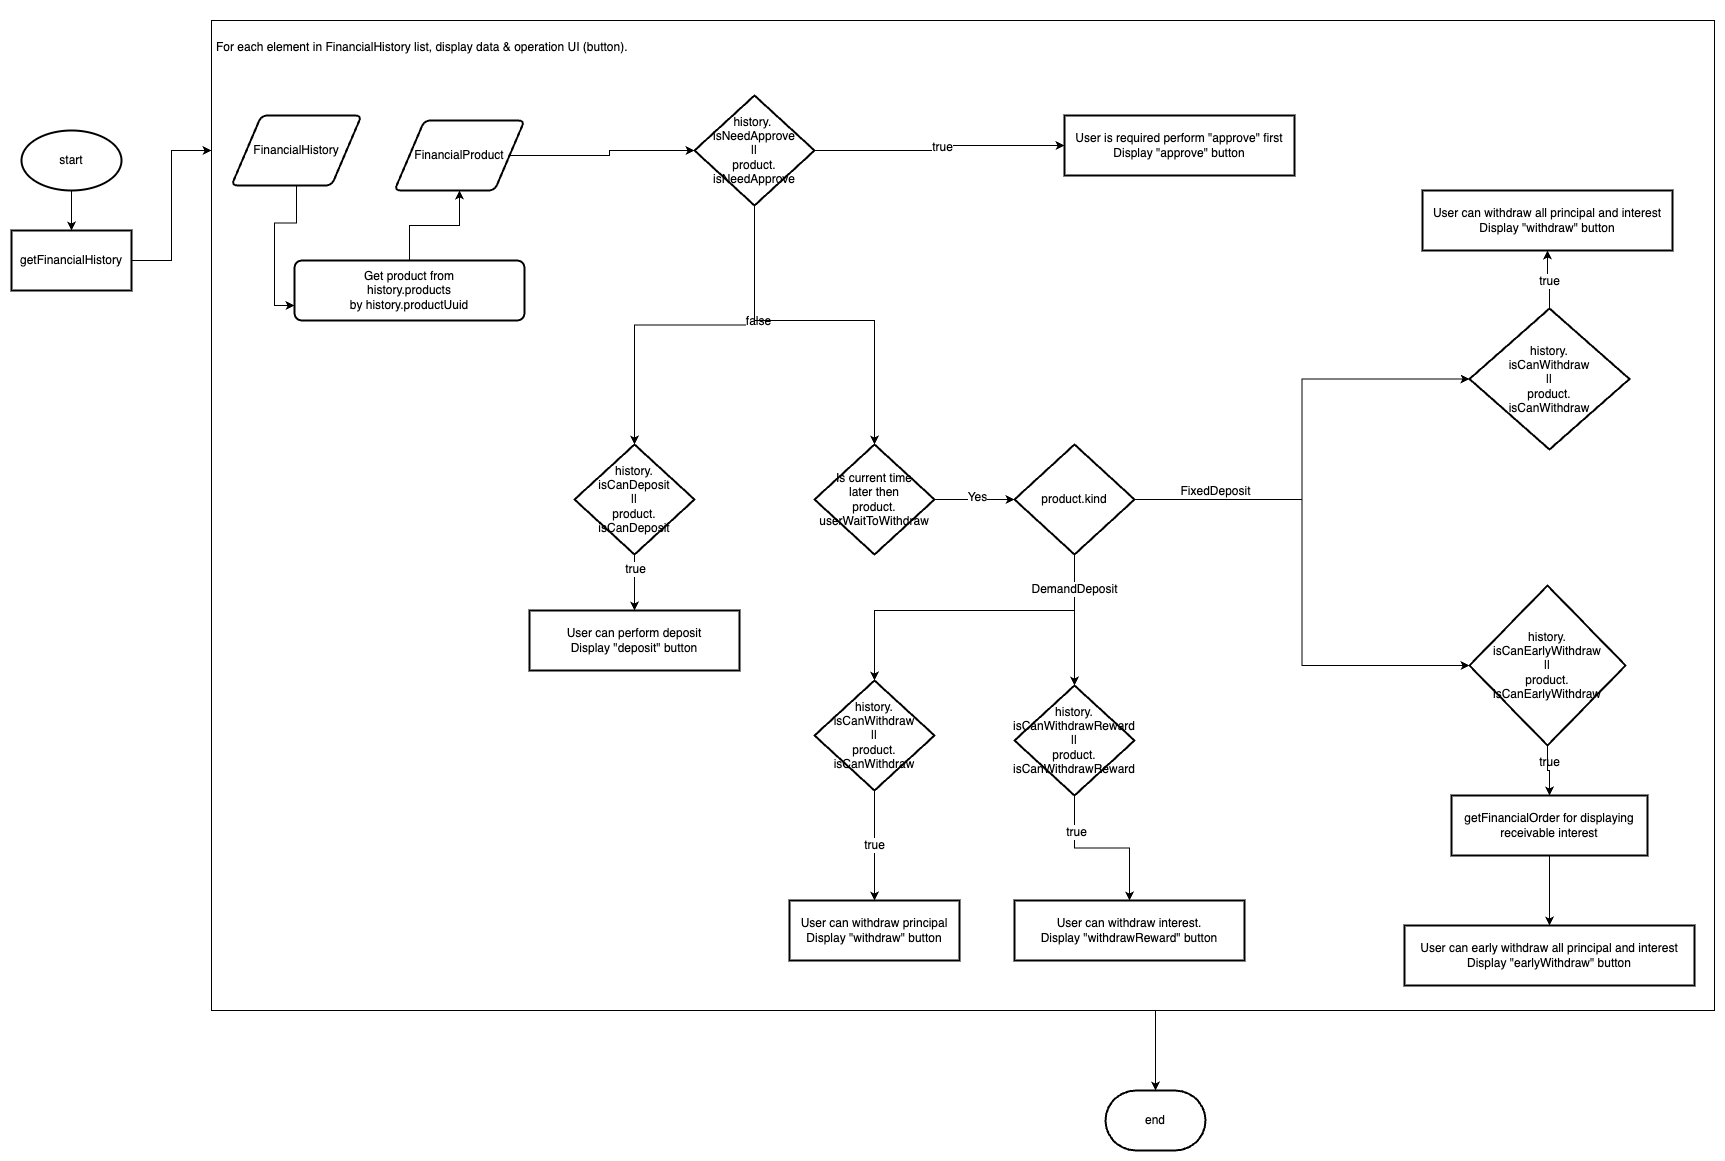 For each element in FinancialHistory list, display data & operation UI (button).
start
getFinancialHistory
FinancialHistory
FinancialProduct
Get product from
history.products
by history.productUuid
history.
isNeedApprove
||
product.
isNeedApprove
true
User is required perform "approve" first
Display "approve" button
false
history.
isCanDeposit
||
product.
isCanDeposit
true
User can perform deposit
Display "deposit" button
Is current time
later then
product.
userWaitToWithdraw
Yes
product.kind
FixedDeposit
history.
isCanWithdraw
||
product.
isCanWithdraw
true
User can withdraw all principal and interest
Display "withdraw" button
history.
isCanEarlyWithdraw
||
product.
isCanEarlyWithdraw
true
getFinancialOrder for displaying
receivable interest
User can early withdraw all principal and interest
Display "earlyWithdraw" button
DemandDeposit
history.
isCanWithdraw
||
product.
isCanWithdraw
true
User can withdraw principal
Display "withdraw" button
history.
isCanWithdrawReward
||
product.
isCanWithdrawReward
true
User can withdraw interest.
Display "withdrawReward" button
end